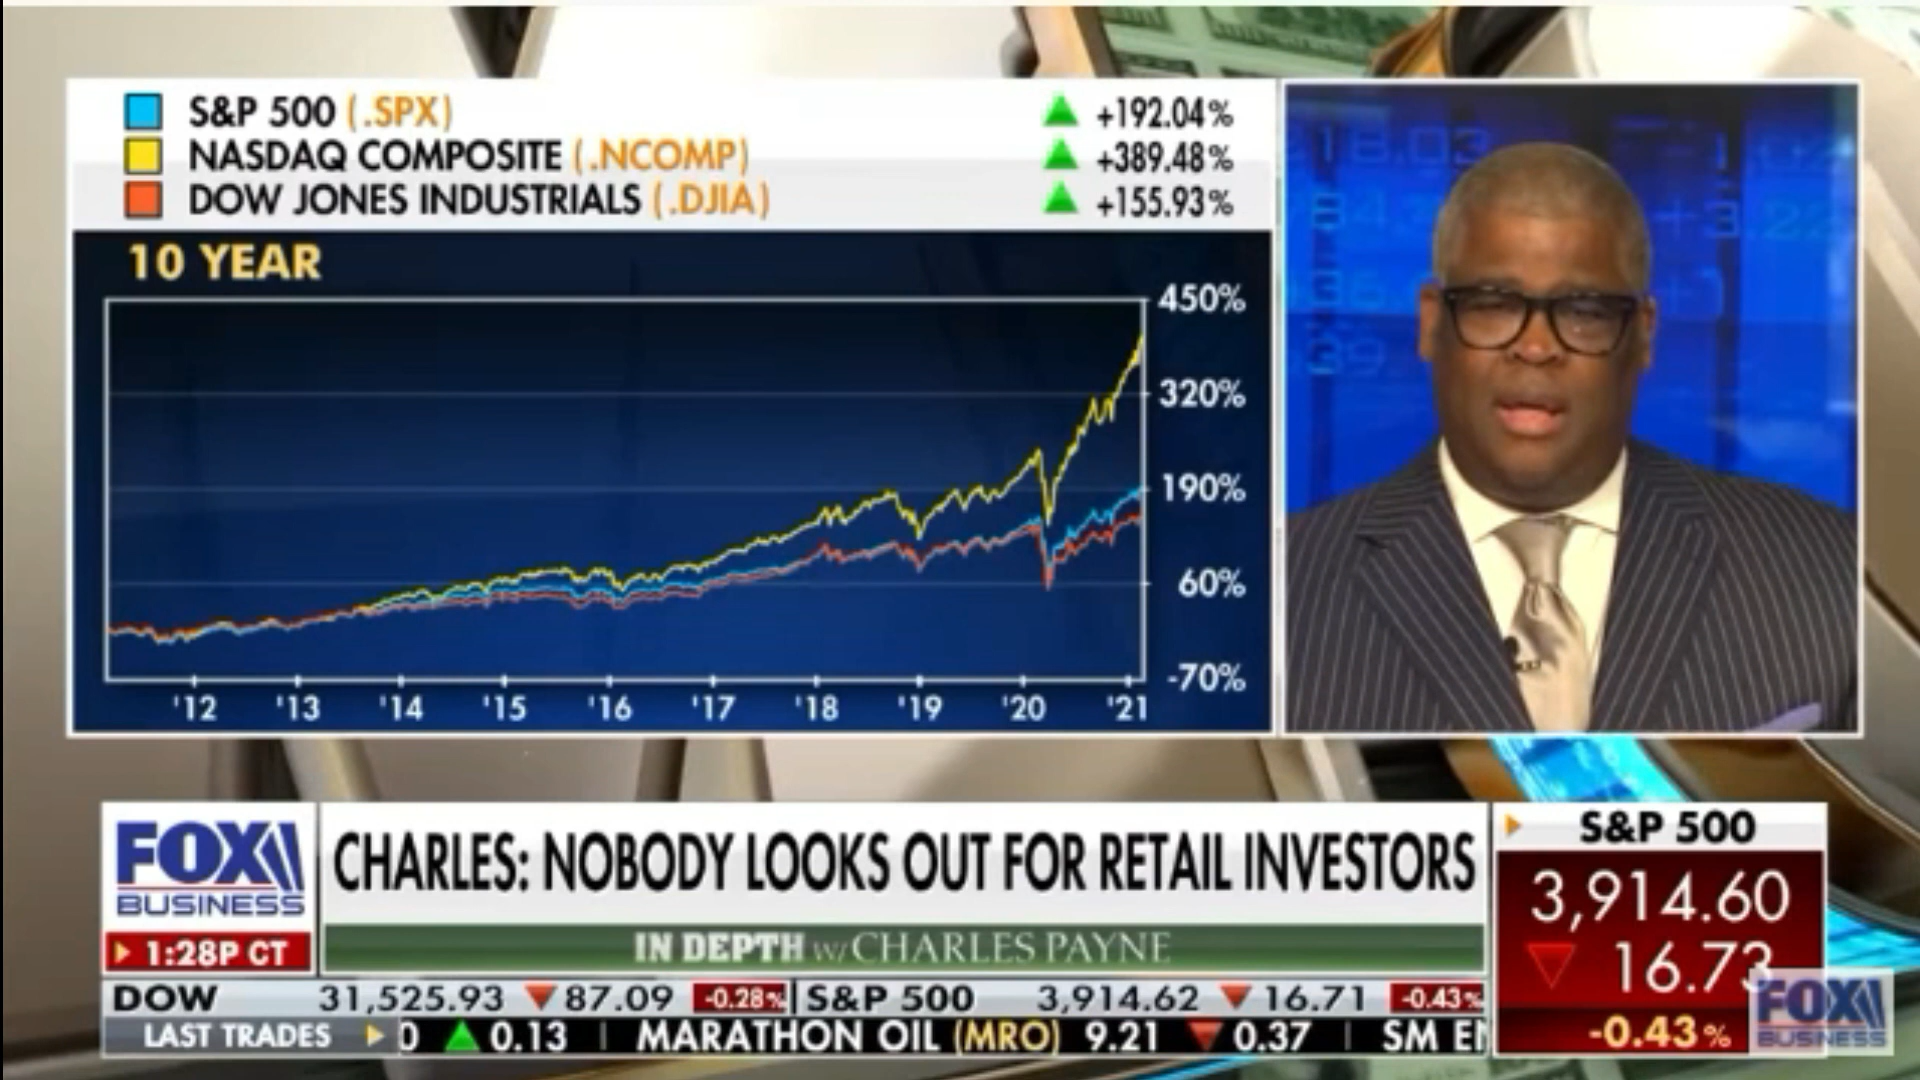 S&P 500 (.SPX) +192.04%
NASDAQ COMPOSITE (.NCOMP) +389.48%
DOW JONES INDUSTRIALS (.DJIA) +155.93%
10 YEAR
450%
320%
190%
60%
-70%
'12 '13 '14 '15 '16 '17 '18 '19 '20 '21
FOX
BUSINESS
1:28P CT
CHARLES: NOBODY LOOKS OUT FOR RETAIL INVESTORS
IN DEPTH W/ CHARLES PAYNE
S&P 500
3,914.60
16.73
-0.43%
DOW 31,525.93 87.09 -0.28% S&P 500 3,914.62 16.71 -0.43%
LAST TRADES 0 0.13 | MARATHON OIL (MRO) 9.21 0.37 | SM
FOX
BUSINESS